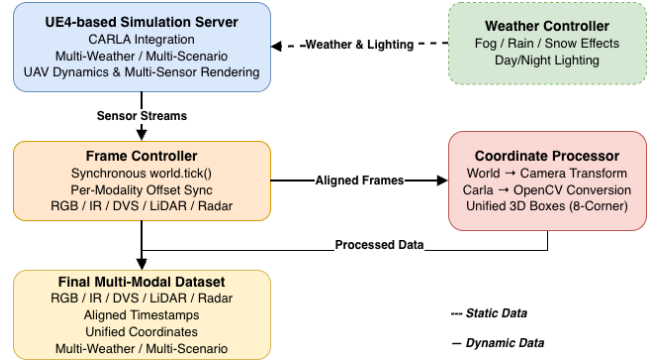 UE4-based Simulation Server
CARLA Integration
Multi-Weather / Multi-Scenario
UAV Dynamics & Multi-Sensor Rendering
Weather & Lighting
Weather Controller
Fog / Rain / Snow Effects
Day/Night Lighting
Sensor Streams
Frame Controller
Synchronous world.tick()
Per-Modality Offset Sync
RGB / IR / DVS / LiDAR / Radar
Aligned Frames
Coordinate Processor
World → Camera Transform
Carla → OpenCV Conversion
Unified 3D Boxes (8-Corner)
Processed Data
Final Multi-Modal Dataset
RGB / IR / DVS / LiDAR / Radar
Aligned Timestamps
Unified Coordinates
Multi-Weather / Multi-Scenario
--- Static Data
— Dynamic Data